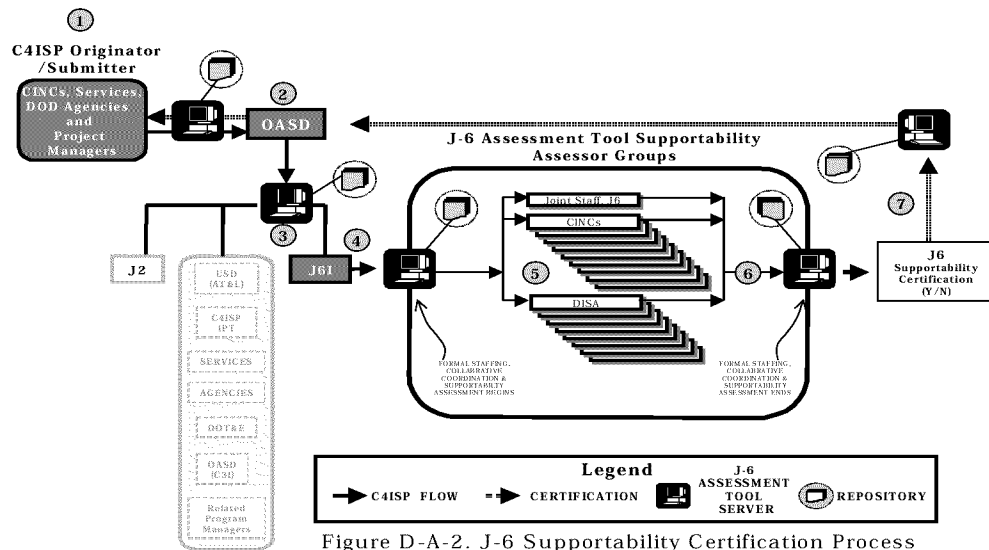 1
C4ISP Originator
/Submitter
CINCs, Services,
DOD Agencies
and
Project
Managers
2
OASD
J-6 Assessment Tool Supportability
Assessor Groups
3
J2
USD
(AT&L)
C4ISP
IPT
SERVICES
AGENCIES
DOT&E
OASD
(C3I)
Related
Program
Managers
4
J6I
Joint Staff, J6
CINCs
5
DISA
6
FORMAL STAFFING,
COLLABRATIVE
COORDINATION &
SUPPORTABILITY
ASSESSMENT BEGINS
FORMAL STAFFING,
COLLABRATIVE
COORDINATION &
SUPPORTABILITY
ASSESSMENT ENDS
7
J6
Supportability
Certification
(Y/N)
Legend
C4ISP FLOW
CERTIFICATION
J-6
ASSESSMENT
TOOL
SERVER
REPOSITORY
Figure D-A-2. J-6 Supportability Certification Process